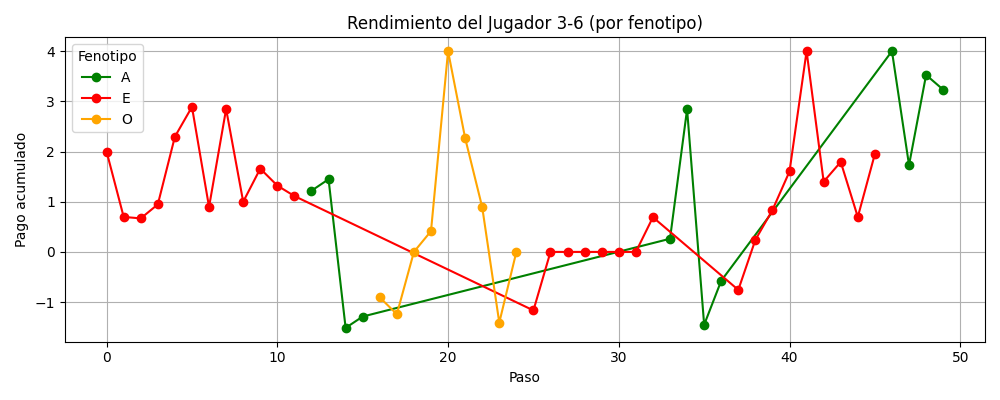 Rendimiento del Jugador 3-6 (por fenotipo)
Fenotipo
A
E
O
Pago acumulado
4
3
2
1
0
−1
0 10 20 30 40 50
Paso